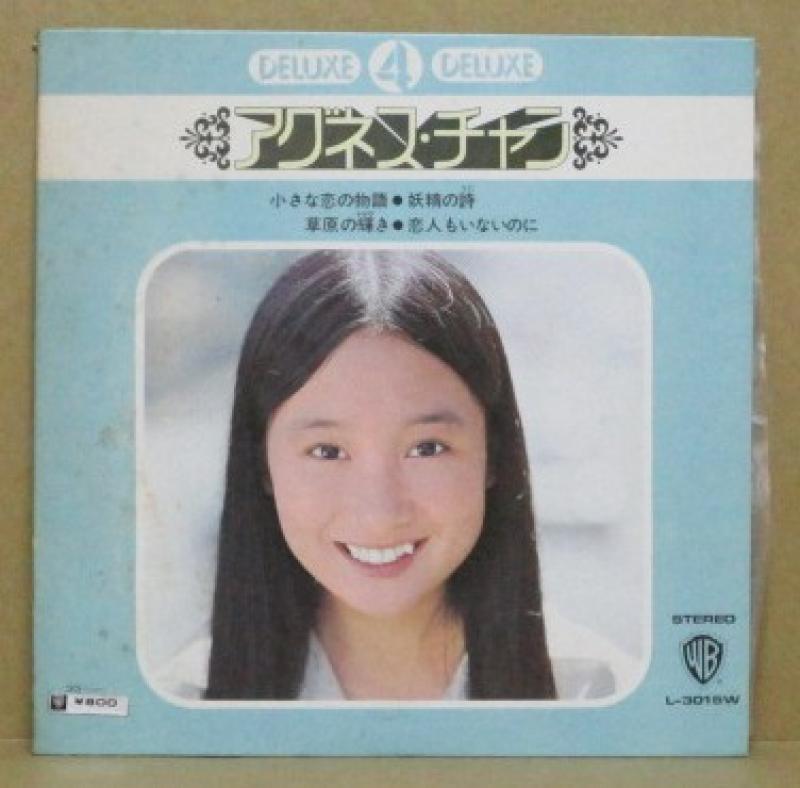 DELUXE 4 DELUXE
アグネス・チャン
小さな恋の物語●妖精の詩
草原の輝き●恋人もいないのに
STEREO
WB
L-3015W
¥800